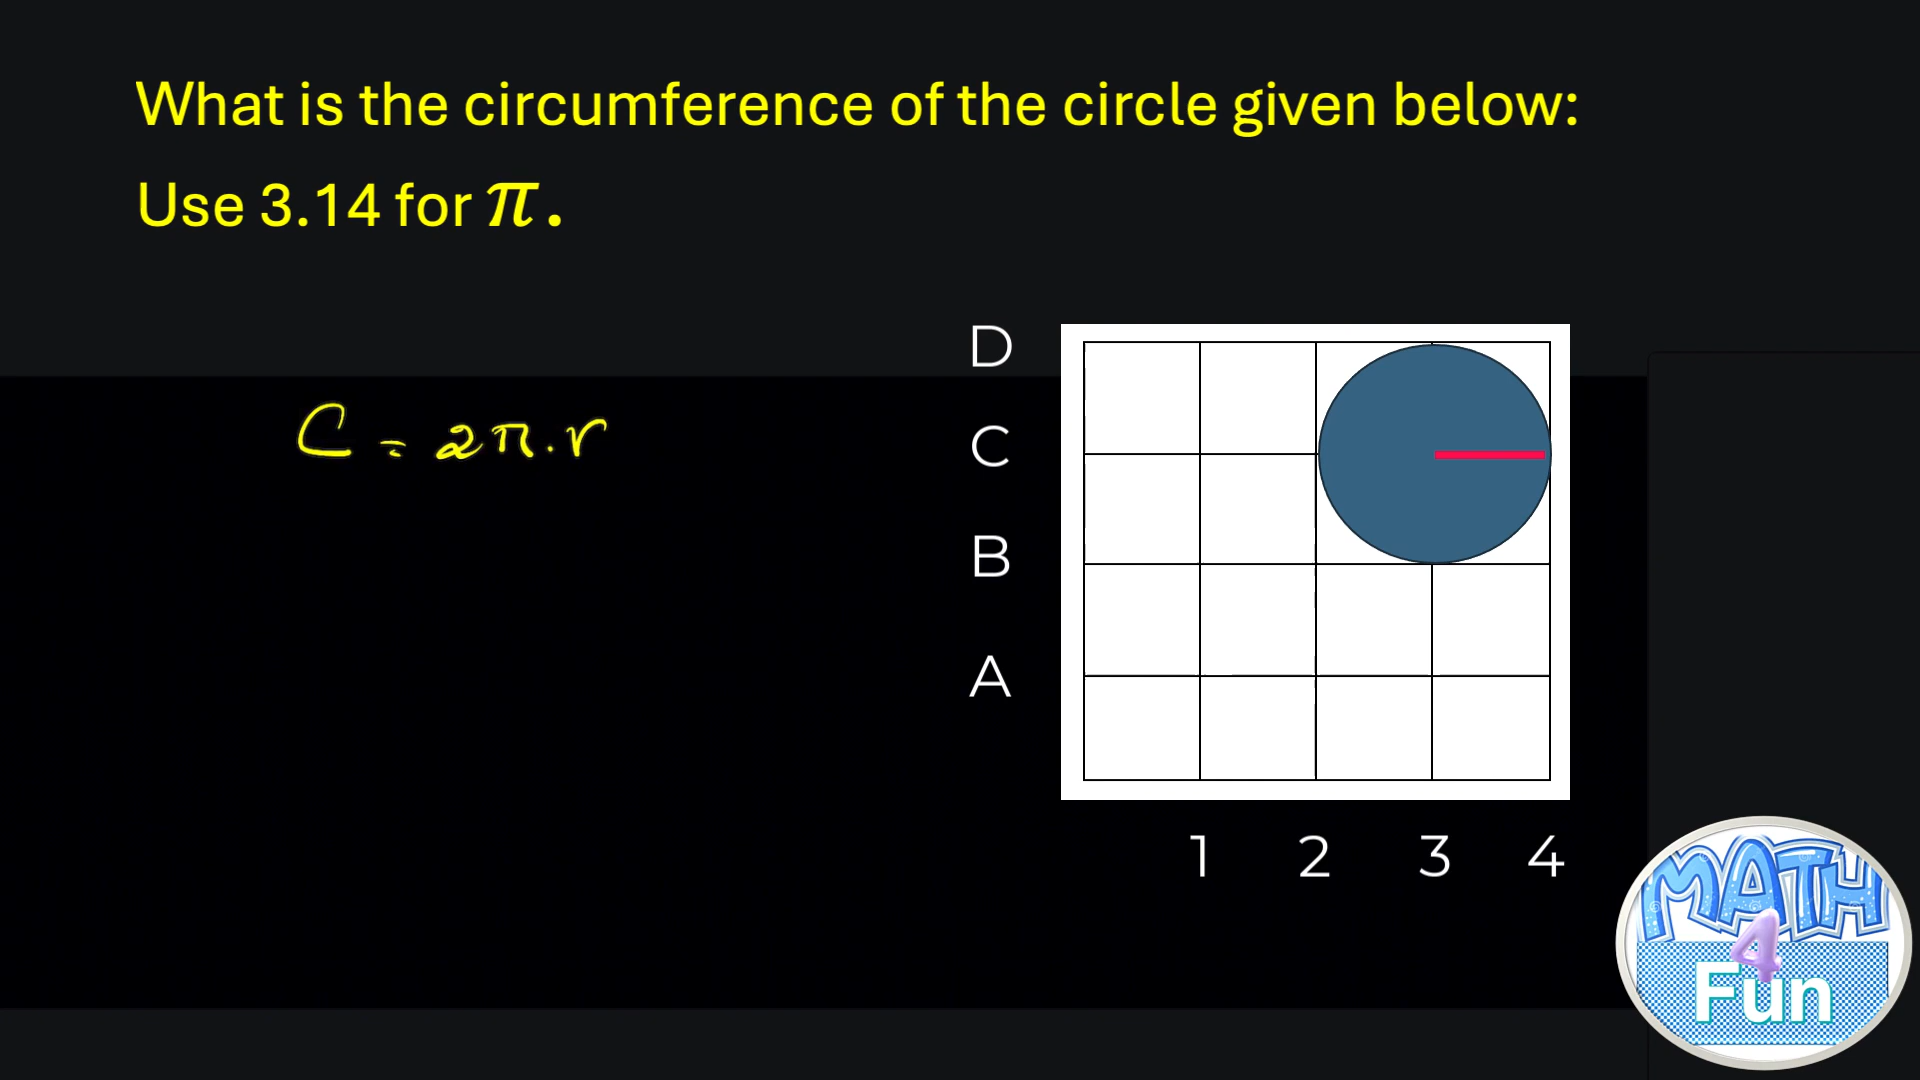 What is the circumference of the circle given below:
Use 3.14 for π.
C = 2π.r
D
C
B
A
1 2 3 4
MATH
4
Fun